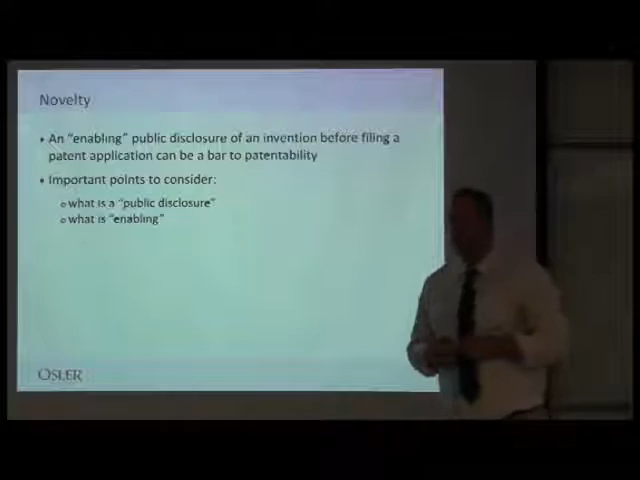 Novelty
• An "enabling" public disclosure of an invention before filing a
patent application can be a bar to patentability
• Important points to consider:
o what is a "public disclosure"
o what is "enabling"
OSLER